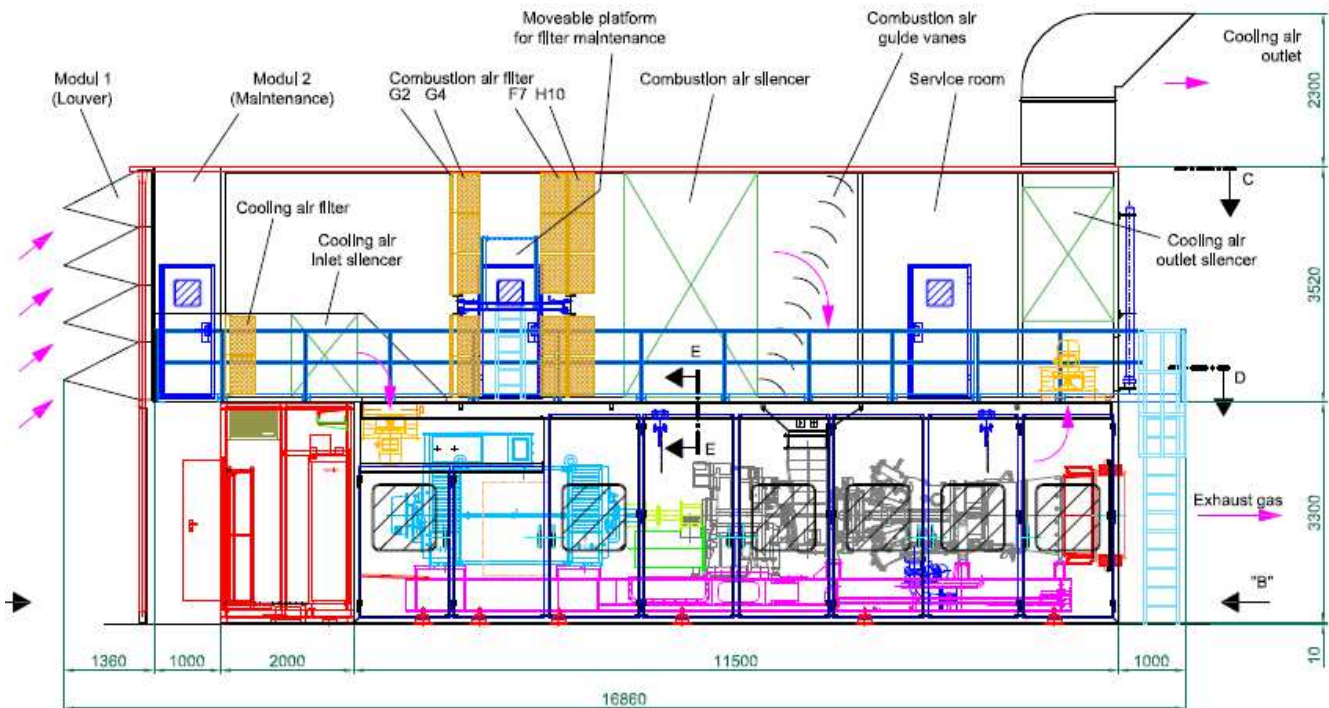 Moveable platform
for filter maintenance
Combustion air
guide vanes
Cooling air
outlet
Modul 1
(Louver)
Modul 2
(Maintenance)
Combustion air filter
G2 G4 F7 H10
Combustion air silencer
Service room
2300
C
Cooling air filter
Cooling air
inlet silencer
Cooling air
outlet silencer
3520
E
D
E
Exhaust gas
3300
"B"
1360
1000
2000
11500
1000
10
16860